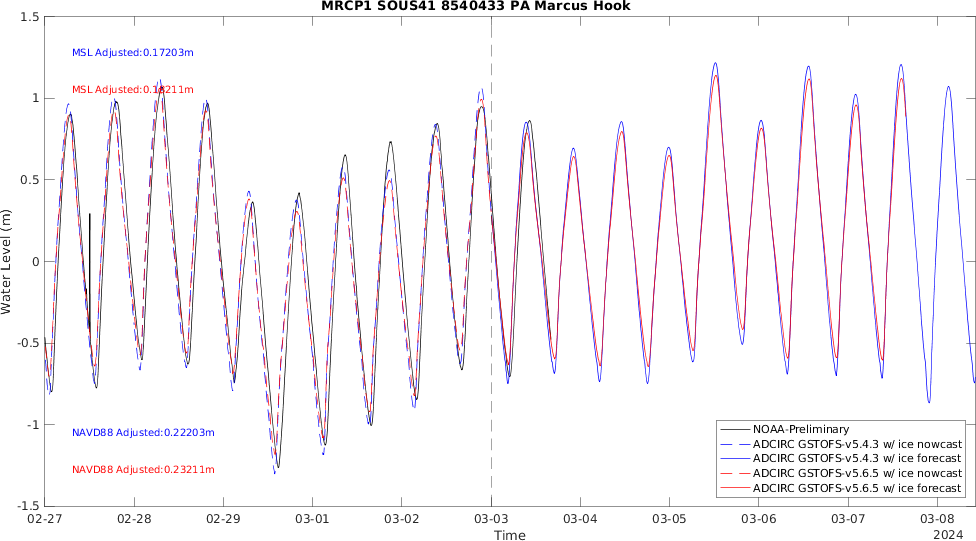 MRCP1 SOUS41 8540433 PA Marcus Hook
1.5
1
0.5
0
-0.5
-1
-1.5
Water Level (m)
MSL Adjusted:0.17203m
MSL Adjusted:0.18211m
NAVD88 Adjusted:0.22203m
NAVD88 Adjusted:0.23211m
NOAA-Preliminary
ADCIRC GSTOFS-v5.4.3 w/ ice nowcast
ADCIRC GSTOFS-v5.4.3 w/ ice forecast
ADCIRC GSTOFS-v5.6.5 w/ ice nowcast
ADCIRC GSTOFS-v5.6.5 w/ ice forecast
02-27 02-28 02-29 03-01 03-02 03-03 03-04 03-05 03-06 03-07 03-08
Time
2024